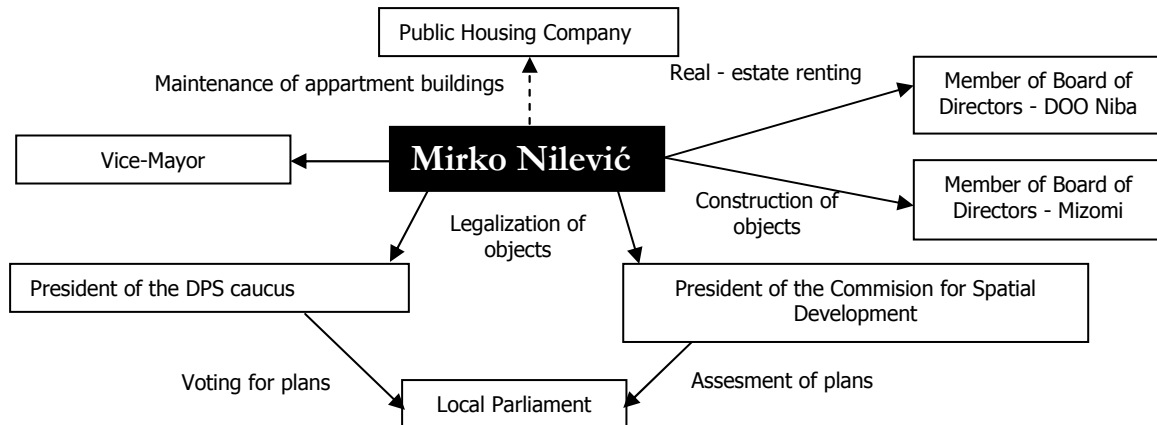 Public Housing Company
Maintenance of appartment buildings
Real - estate renting
Member of Board of
Directors - DOO Niba
Vice-Mayor
Mirko Nilević
Member of Board of
Directors - Mizomi
Construction of
objects
Legalization of
objects
President of the DPS caucus
President of the Commision for Spatial
Development
Voting for plans
Assesment of plans
Local Parliament